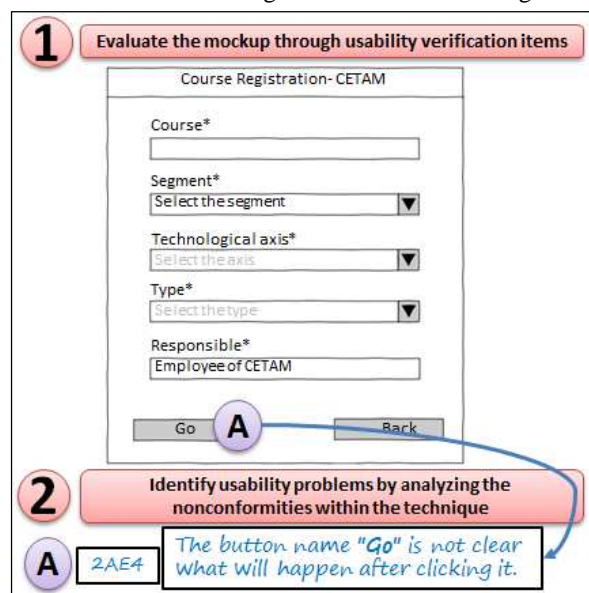 1 Evaluate the mockup through usability verification items
Course Registration- CETAM
Course*
Segment*
Select the segment
Technological axis*
Select the axis
Type*
Select the type
Responsible*
Employee of CETAM
Go A Back
2 Identify usability problems by analyzing the
nonconformities within the technique
A 2AE4 The button name "Go" is not clear
what will happen after clicking it.